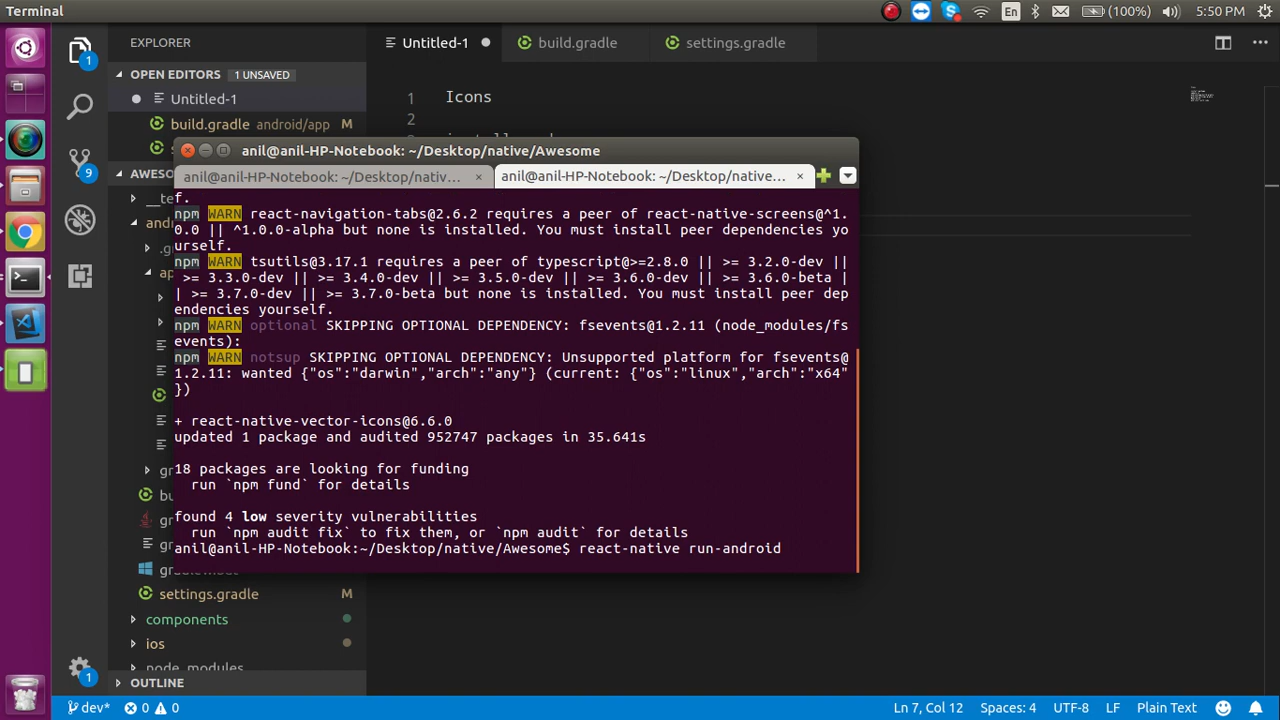 Terminal
En
(100%)
5:50 PM
EXPLORER
Untitled-1
build.gradle
settings.gradle
OPEN EDITORS 1 UNSAVED
Untitled-1
build.gradle android/app M
1 Icons
2
anil@anil-HP-Notebook: ~/Desktop/native/Awesome
anil@anil-HP-Notebook: ~/Desktop/nativ...
anil@anil-HP-Notebook: ~/Desktop/native...
f.
npm WARN react-navigation-tabs@2.6.2 requires a peer of react-native-screens@^1.
0.0 || ^1.0.0-alpha but none is installed. You must install peer dependencies yo
urself.
npm WARN tsutils@3.17.1 requires a peer of typescript@>=2.8.0 || >= 3.2.0-dev ||
>= 3.3.0-dev || >= 3.4.0-dev || >= 3.5.0-dev || >= 3.6.0-dev || >= 3.6.0-beta |
| >= 3.7.0-dev || >= 3.7.0-beta but none is installed. You must install peer dep
endencies yourself.
npm WARN optional SKIPPING OPTIONAL DEPENDENCY: fsevents@1.2.11 (node_modules/fs
events):
npm WARN notsup SKIPPING OPTIONAL DEPENDENCY: Unsupported platform for fsevents@
1.2.11: wanted {"os":"darwin","arch":"any"} (current: {"os":"linux","arch":"x64"
})
+ react-native-vector-icons@6.6.0
updated 1 package and audited 952747 packages in 35.641s
18 packages are looking for funding
run `npm fund` for details
found 4 low severity vulnerabilities
run `npm audit fix` to fix them, or `npm audit` for details
anil@anil-HP-Notebook:~/Desktop/native/Awesome$ react-native run-android
settings.gradle M
components
ios
node_modules
OUTLINE
1
9
1
dev* 0 0
Ln 7, Col 12 Spaces: 4 UTF-8 LF Plain Text